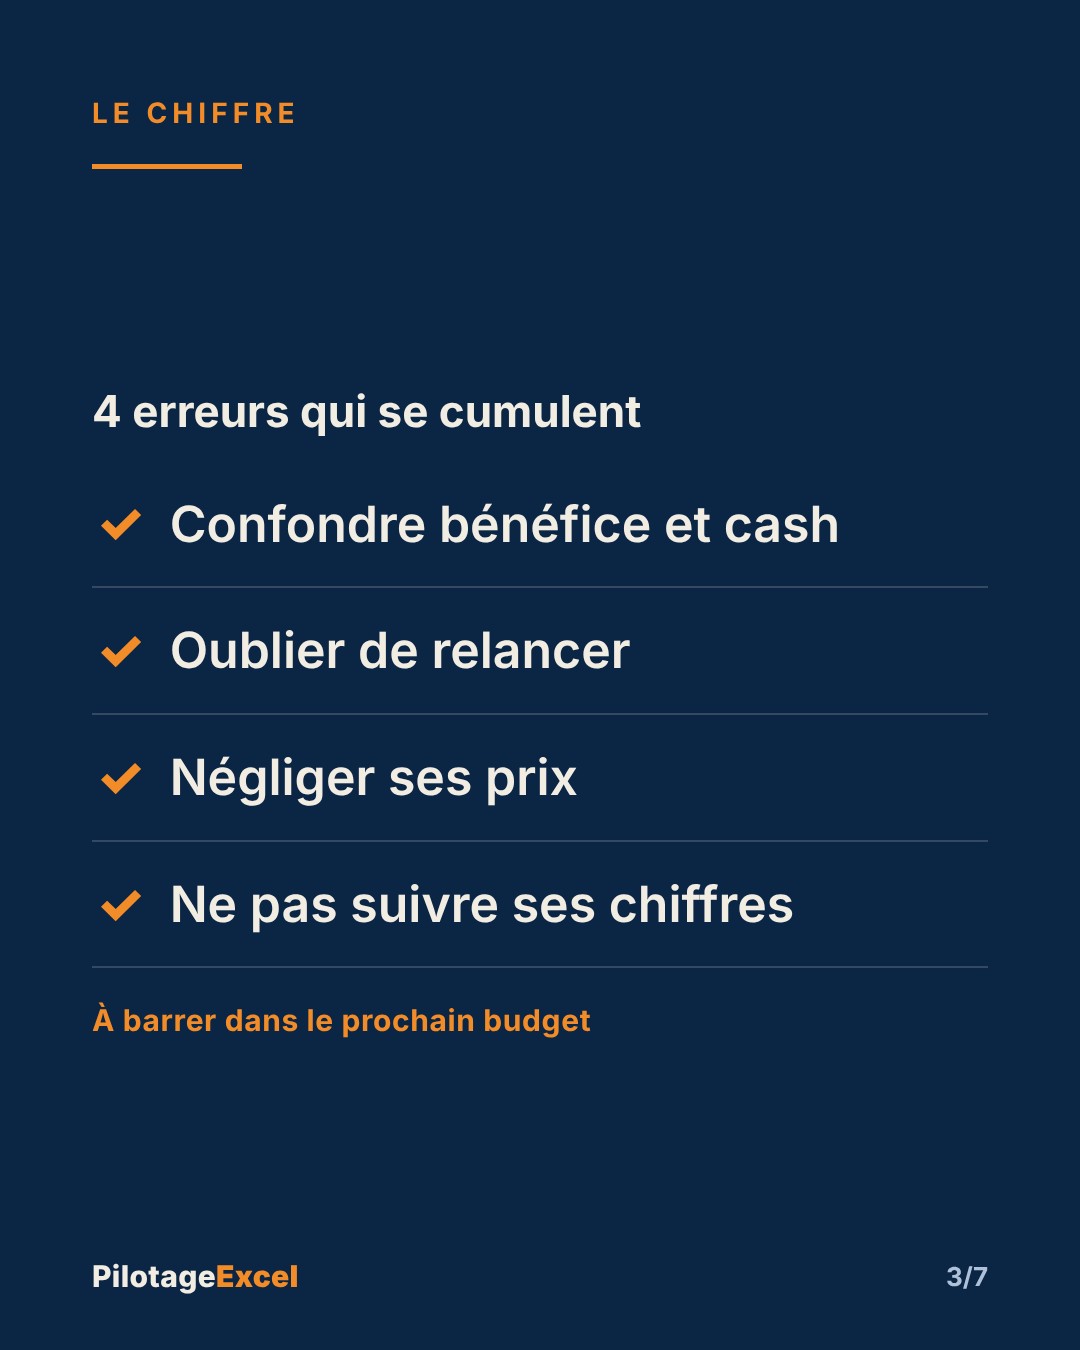 LE CHIFFRE
4 erreurs qui se cumulent
Confondre bénéfice et cash
Oublier de relancer
Négliger ses prix
Ne pas suivre ses chiffres
À barrer dans le prochain budget
PilotageExcel
3/7